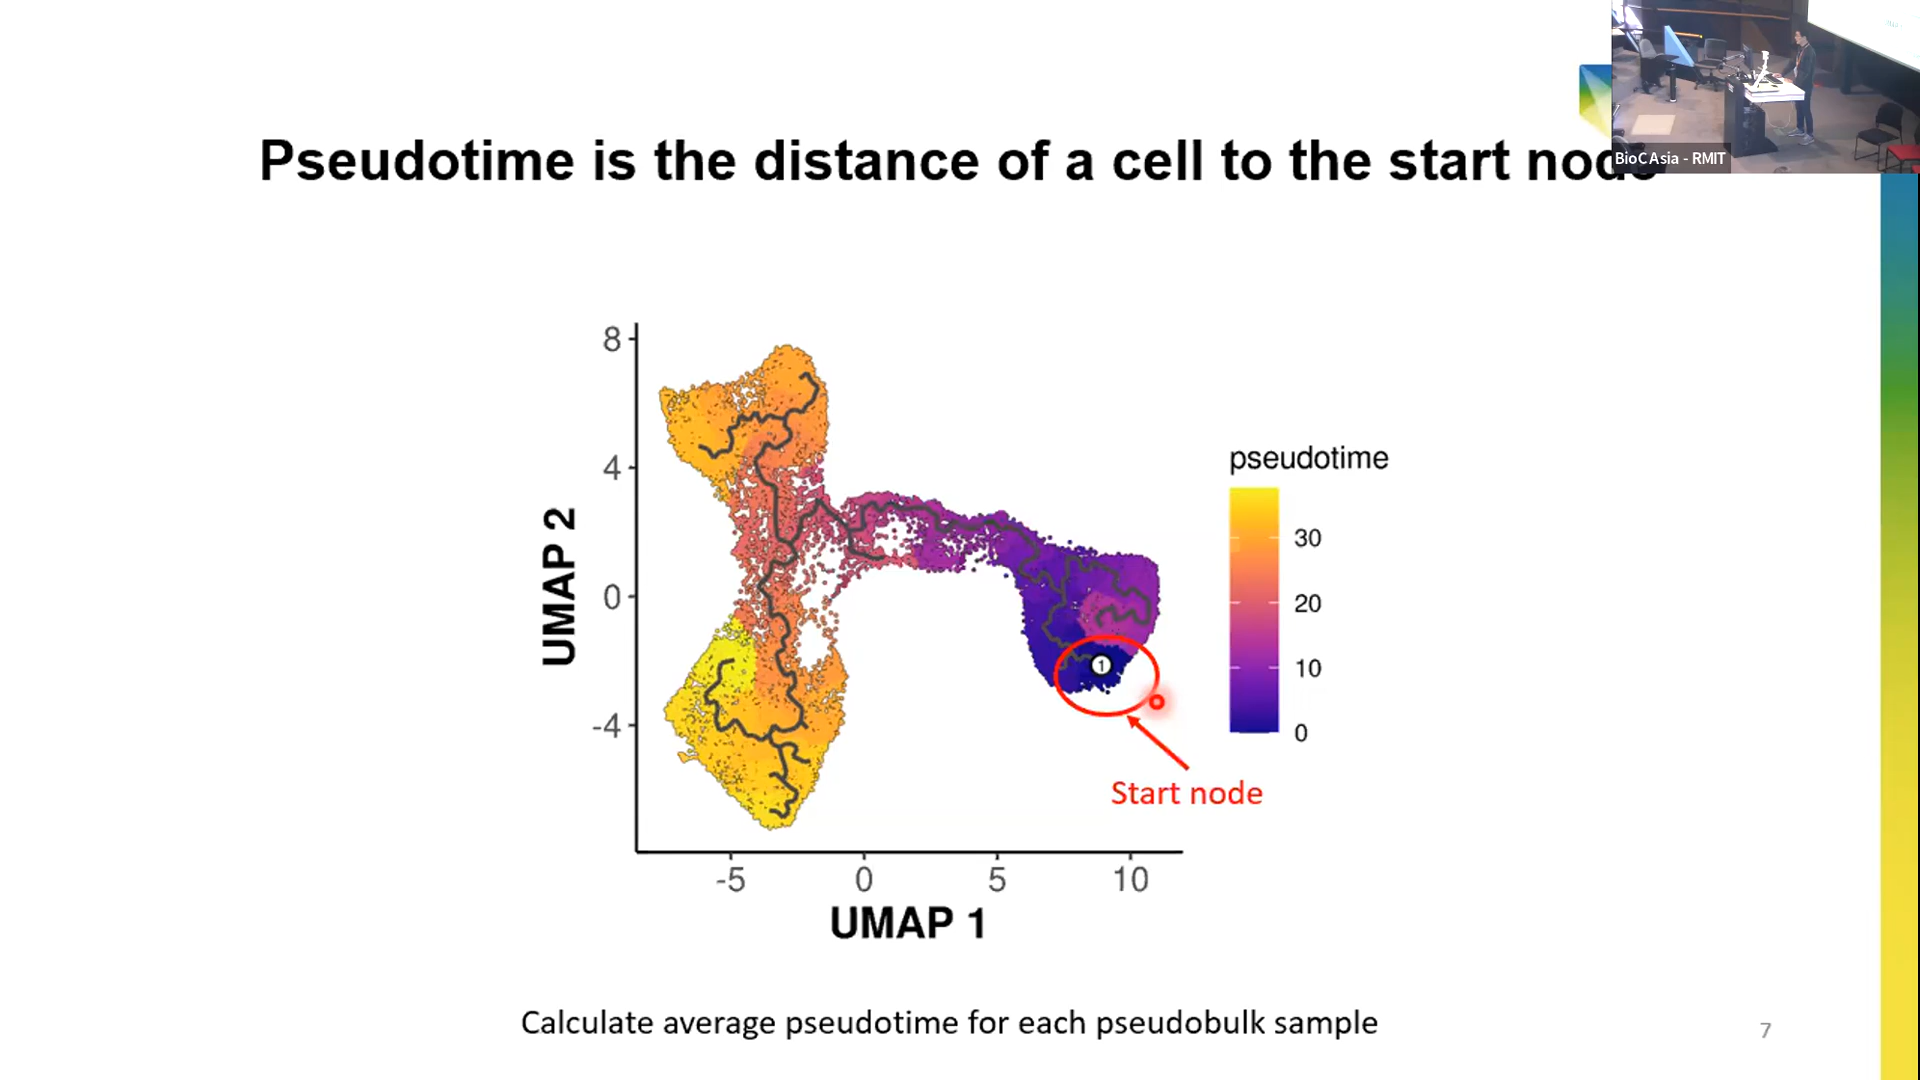 Pseudotime is the distance of a cell to the start node
BioCAsia - RMIT
8
4
0
-4
UMAP 2
-5
0
5
10
UMAP 1
pseudotime
30
20
10
0
1
Start node
Calculate average pseudotime for each pseudobulk sample
7